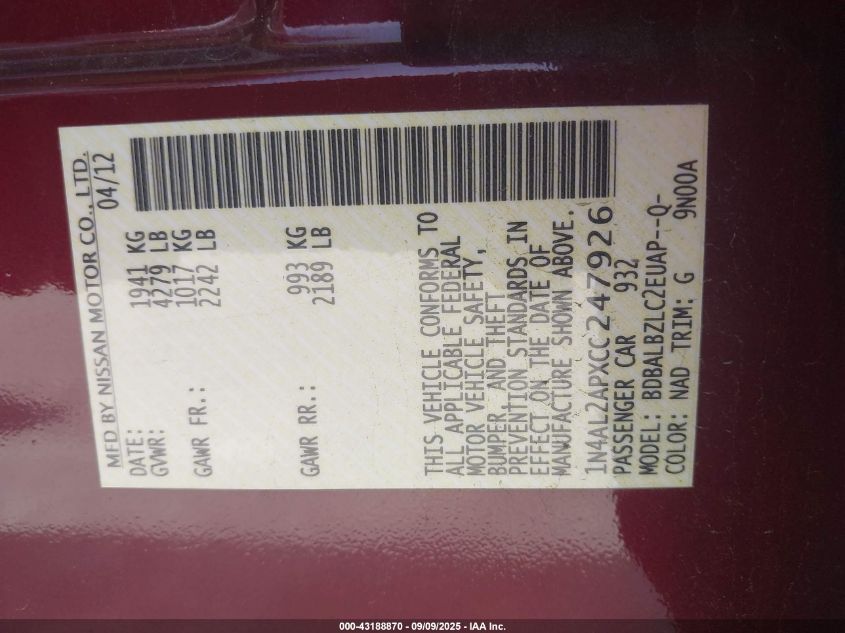 MFD BY NISSAN MOTOR CO., LTD.
DATE: 04/12
GVWR: 1941 KG
4279 LB
GAWR FR.: 1017 KG
2242 LB
GAWR RR.: 993 KG
2189 LB
THIS VEHICLE CONFORMS TO
ALL APPLICABLE FEDERAL
MOTOR VEHICLE SAFETY,
BUMPER, AND THEFT
PREVENTION STANDARDS IN
EFFECT ON THE DATE OF
MANUFACTURE SHOWN ABOVE.
1N4AL2APXCC247926
PASSENGER CAR 932
MODEL: BDBALBZLC2EUAP--Q-
COLOR: NAD TRIM: G 9N00A
000-43188870 - 09/09/2025 - IAA Inc.